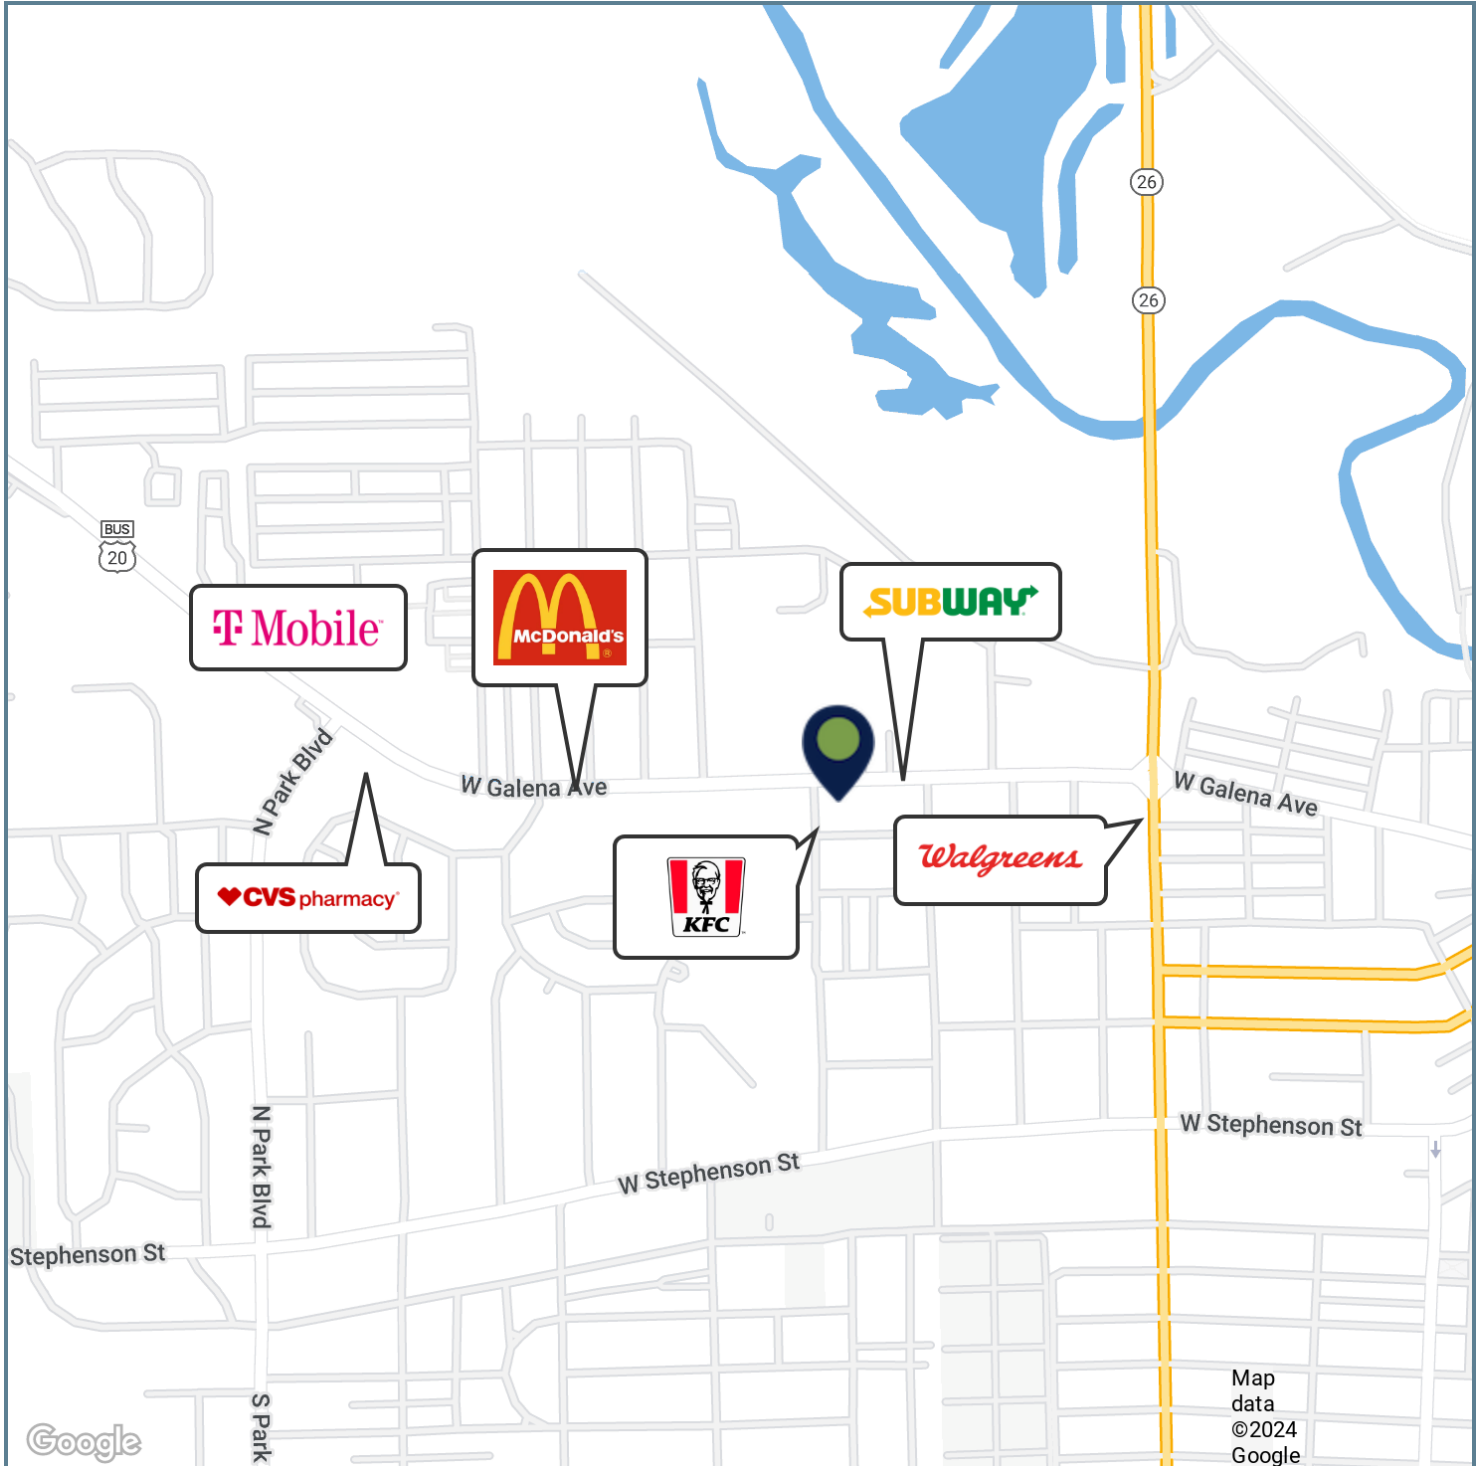 26
26
BUS
20
T Mobile
McDonald's
®
SUBWAY
N Park Blvd
W Galena Ave
W Galena Ave
CVS pharmacy
KFC
Walgreens
N Park Blvd
W Stephenson St
W Stephenson St
Stephenson St
S Park
Google
Map
data
©2024
Google